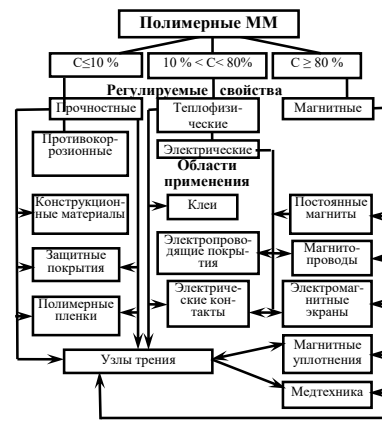 Полимерные ММ
C≤10 %
10 % < C< 80%
C ≥ 80 %
Регулируемые свойства
Прочностные
Теплофизи-
ческие
Магнитные
Противокор-
розионные
Электрические
Области
применения
Конструкцион-
ные материалы
Клеи
Постоянные
магниты
Защитные
покрытия
Электропрово-
дящие покры-
тия
Магнито-
проводы
Полимерные
пленки
Электриче-
ские кон-
такты
Электромаг-
нитные
экраны
Узлы трения
Магнитные
уплотнения
Медтехника